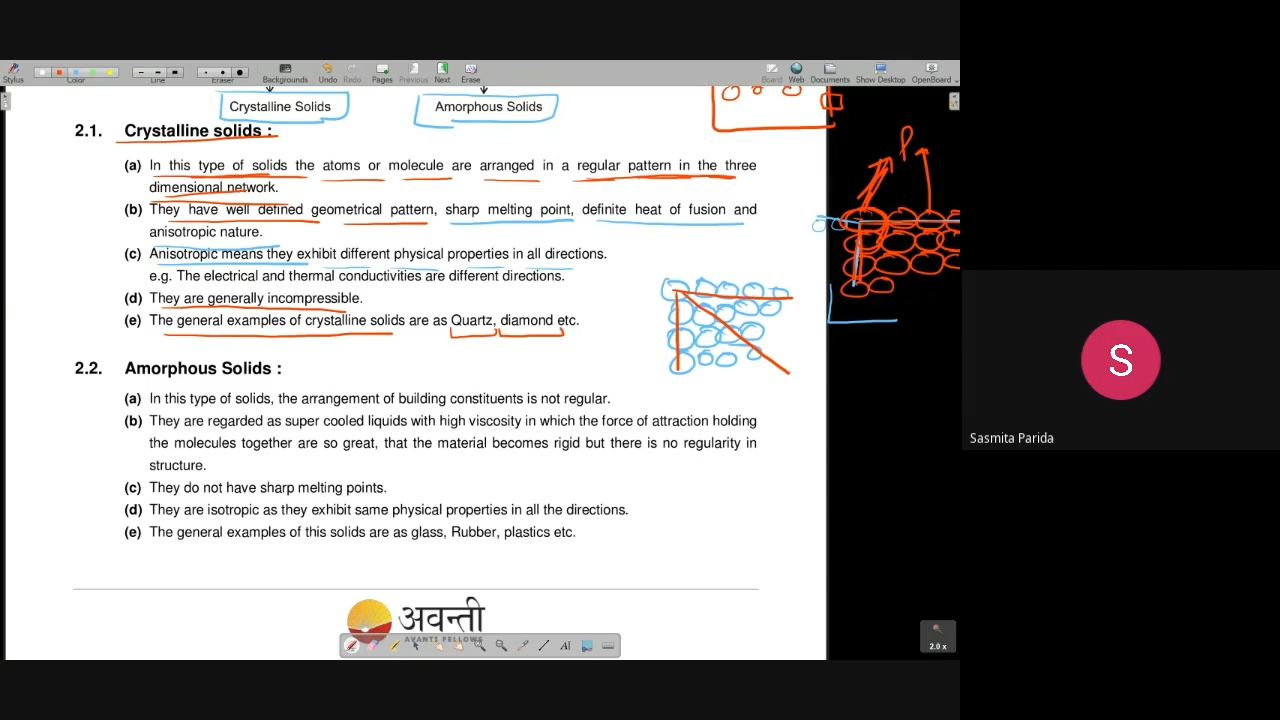 Stylus
Color
Line
Eraser
Backgrounds
Undo
Redo
Pages
Previous
Next
Erase
Board
Web
Documents
Show Desktop
OpenBoard
Crystalline Solids
Amorphous Solids
2.1. Crystalline solids :
(a) In this type of solids the atoms or molecule are arranged in a regular pattern in the three
dimensional network.
(b) They have well defined geometrical pattern, sharp melting point, definite heat of fusion and
anisotropic nature.
(c) Anisotropic means they exhibit different physical properties in all directions.
e.g. The electrical and thermal conductivities are different directions.
(d) They are generally incompressible.
(e) The general examples of crystalline solids are as Quartz, diamond etc.
2.2. Amorphous Solids :
(a) In this type of solids, the arrangement of building constituents is not regular.
(b) They are regarded as super cooled liquids with high viscosity in which the force of attraction holding
the molecules together are so great, that the material becomes rigid but there is no regularity in
structure.
(c) They do not have sharp melting points.
(d) They are isotropic as they exhibit same physical properties in all the directions.
(e) The general examples of this solids are as glass, Rubber, plastics etc.
अवन्ती
AVANTI FELLOWS
2.0 x
S
Sasmita Parida